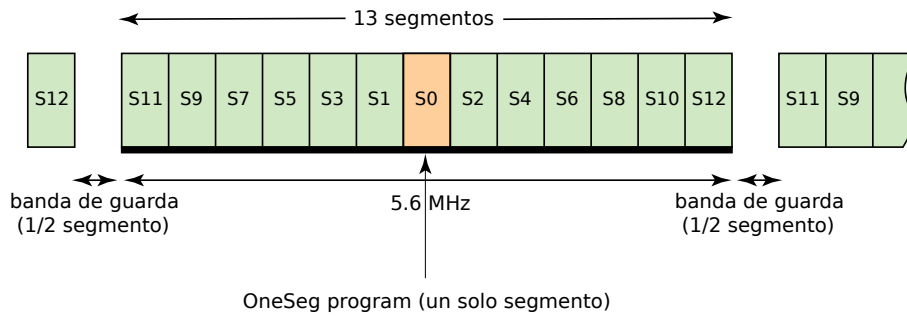 13 segmentos
S12
S11 S9 S7 S5 S3 S1 S0 S2 S4 S6 S8 S10 S12
S11 S9
banda de guarda
(1/2 segmento)
5.6 MHz
banda de guarda
(1/2 segmento)
OneSeg program (un solo segmento)